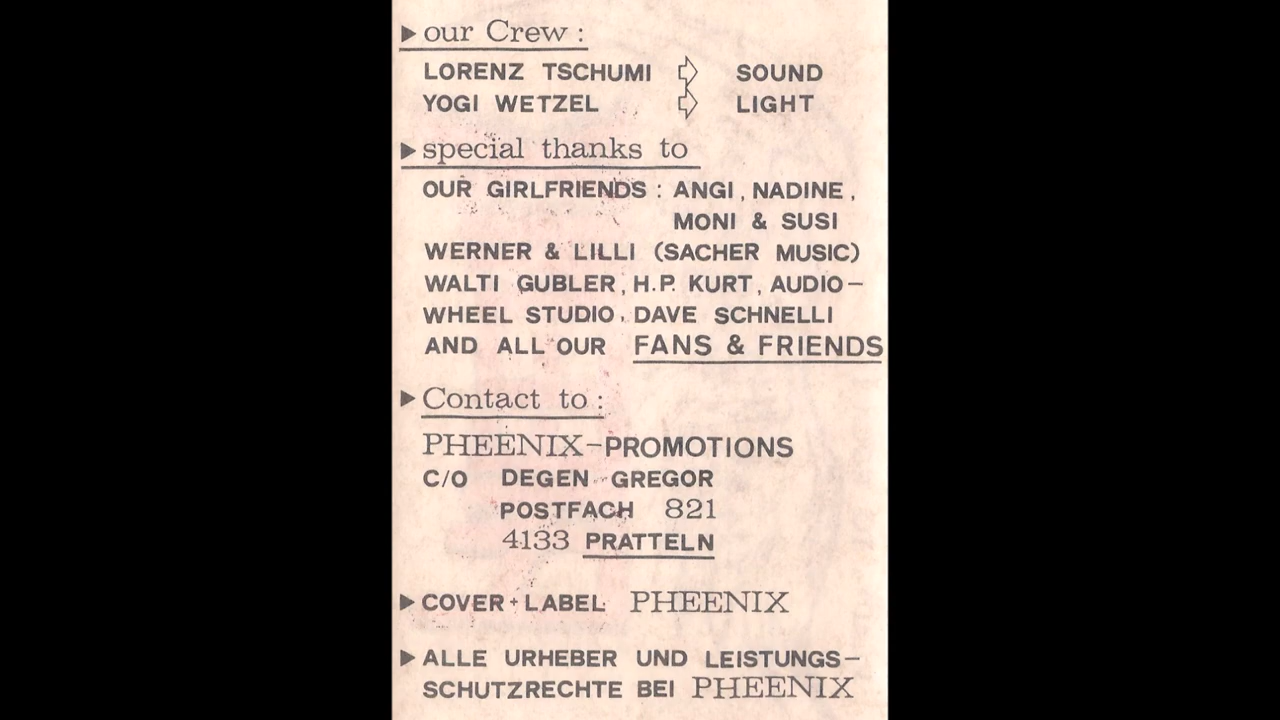 ▶ our Crew :
LORENZ TSCHUMI ⇨ SOUND
YOGI WETZEL ⇨ LIGHT
▶ special thanks to
OUR GIRLFRIENDS : ANGI, NADINE,
MONI & SUSI
WERNER & LILLI (SACHER MUSIC)
WALTI GUBLER, H.P. KURT, AUDIO-
WHEEL STUDIO, DAVE SCHNELLI
AND ALL OUR FANS & FRIENDS
▶ Contact to :
PHEENIX-PROMOTIONS
C/O DEGEN GREGOR
POSTFACH 821
4133 PRATTELN
▶ COVER + LABEL PHEENIX
▶ ALLE URHEBER UND LEISTUNGS-
SCHUTZRECHTE BEI PHEENIX